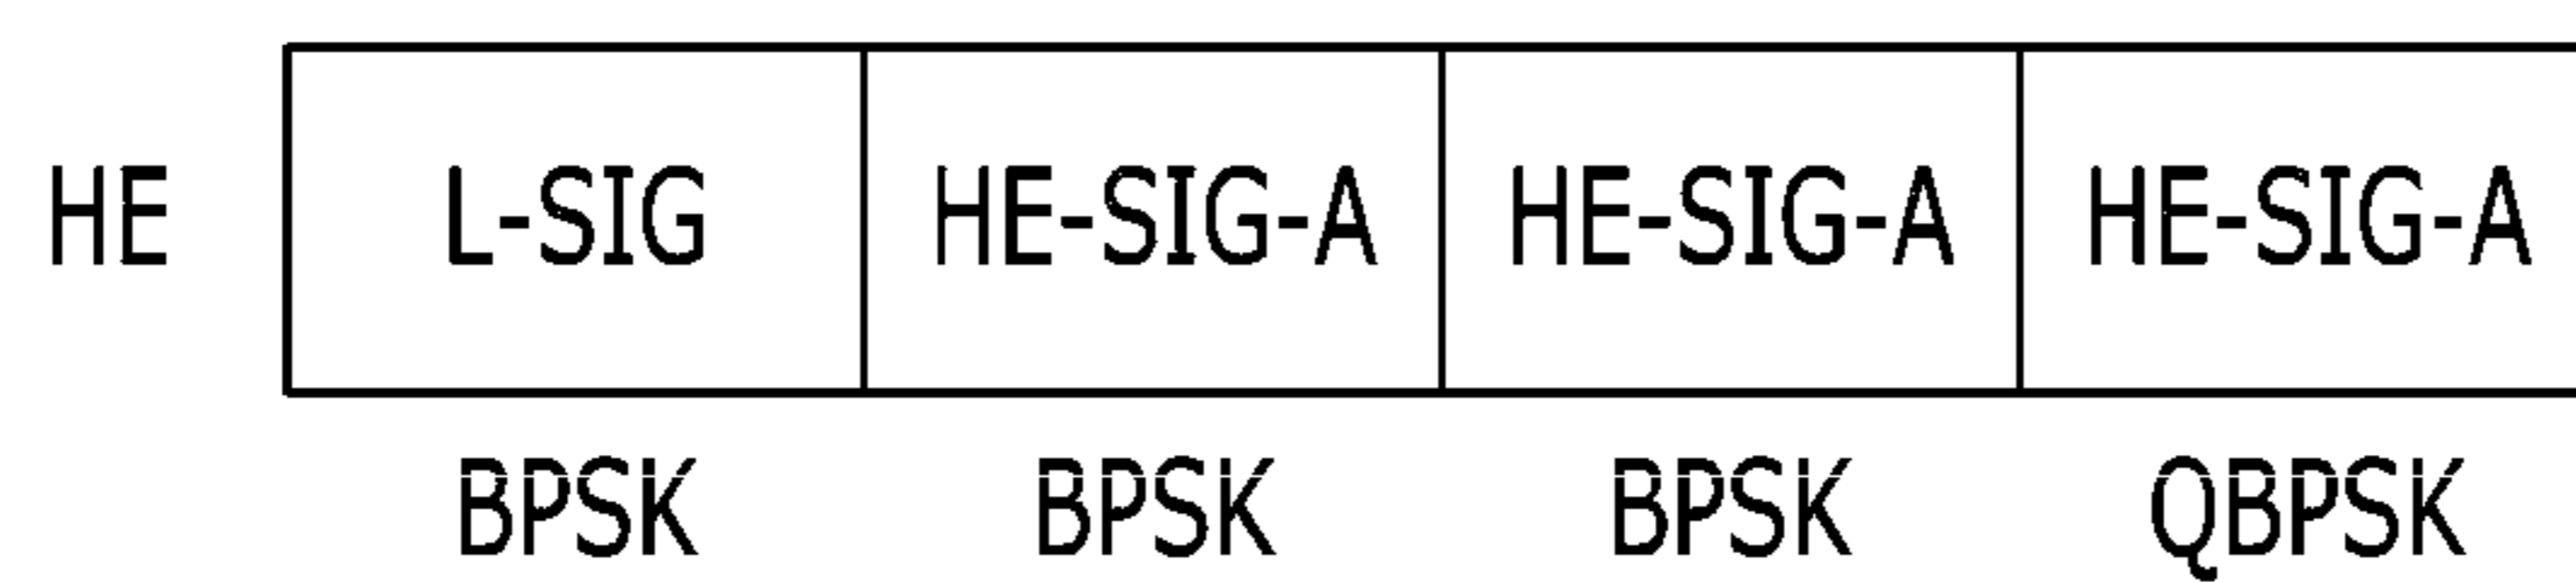 HE L-SIG HE-SIG-A HE-SIG-A HE-SIG-A
BPSK BPSK BPSK QBPSK